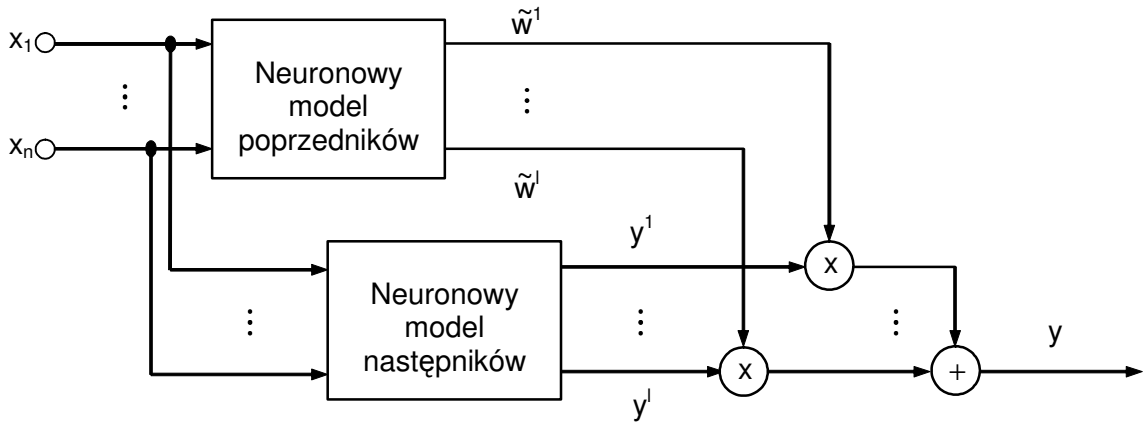 x₁
⋮
xₙ
Neuronowy
model
poprzedników
w̃¹
⋮
w̃ˡ
⋮
Neuronowy
model
następników
y¹
⋮
yˡ
x
x
⋮
+
y